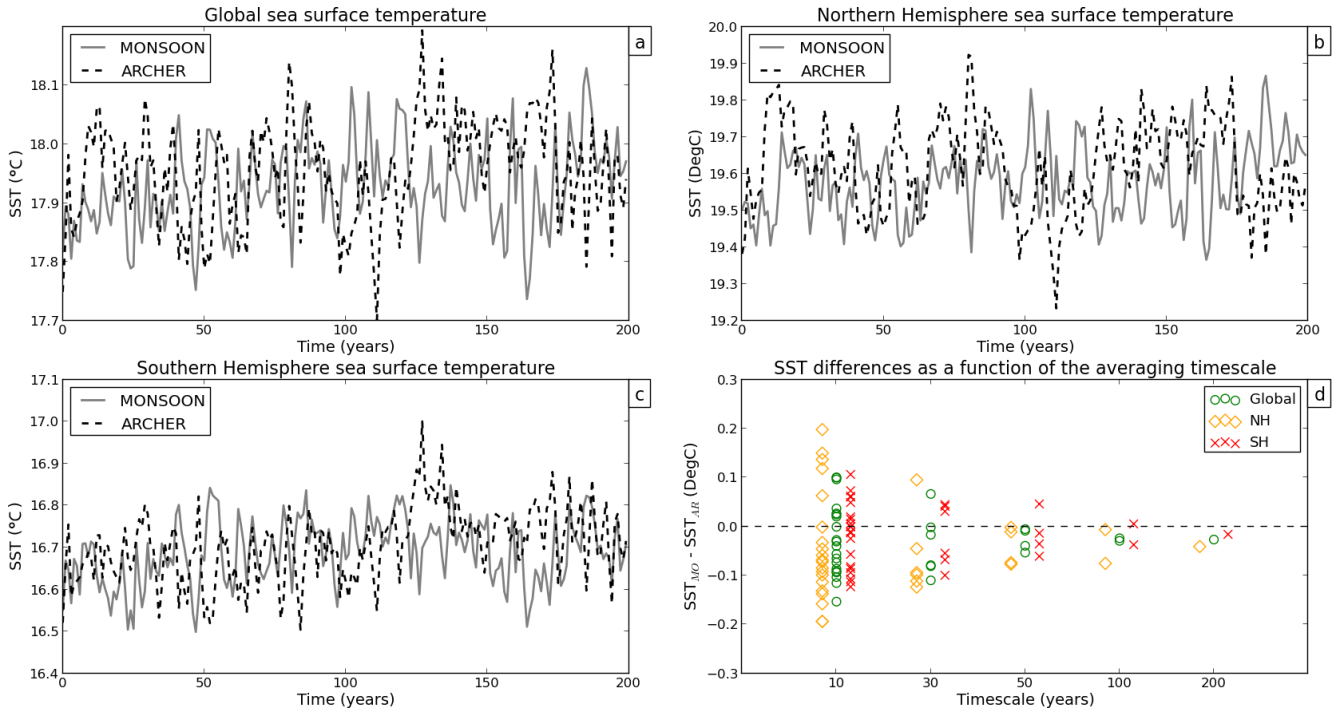 Global sea surface temperature
a
MONSOON
ARCHER
SST (°C)
18.1
18.0
17.9
17.8
17.7
0 50 100 150 200
Time (years)
Northern Hemisphere sea surface temperature
b
MONSOON
ARCHER
SST (DegC)
20.0
19.9
19.8
19.7
19.6
19.5
19.4
19.3
19.2
0 50 100 150 200
Time (years)
Southern Hemisphere sea surface temperature
c
MONSOON
ARCHER
SST (°C)
17.1
17.0
16.9
16.8
16.7
16.6
16.5
16.4
0 50 100 150 200
Time (years)
SST differences as a function of the averaging timescale
d
Global
NH
SH
SST_MO - SST_AR (DegC)
0.3
0.2
0.1
0.0
−0.1
−0.2
−0.3
10 30 50 100 200
Timescale (years)